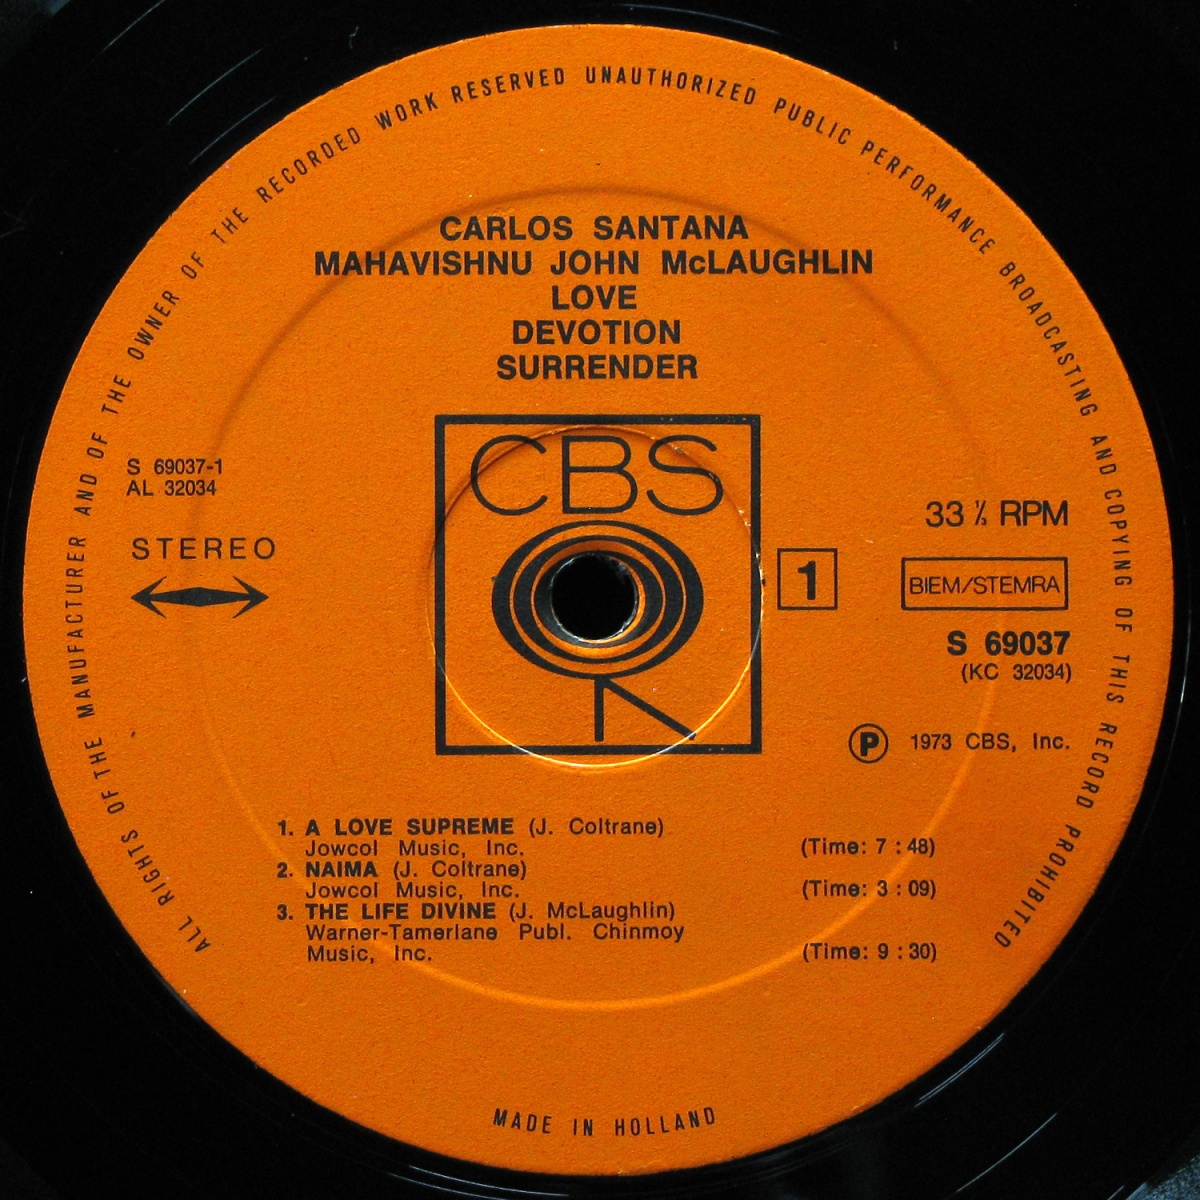 ALL RIGHTS OF THE MANUFACTURER AND OF THE OWNER OF THE RECORDED WORK RESERVED UNAUTHORIZED PUBLIC PERFORMANCE BROADCASTING AND COPYING OF THIS RECORD PROHIBITED
CARLOS SANTANA
MAHAVISHNU JOHN McLAUGHLIN
LOVE
DEVOTION
SURRENDER
CBS
S 69037-1
AL 32034
STEREO
1
33 ⅓ RPM
BIEM/STEMRA
S 69037
(KC 32034)
Ⓟ 1973 CBS, Inc.
1. A LOVE SUPREME (J. Coltrane)
Jowcol Music, Inc. (Time: 7 : 48)
2. NAIMA (J. Coltrane)
Jowcol Music, Inc. (Time: 3 : 09)
3. THE LIFE DIVINE (J. McLaughlin)
Warner-Tamerlane Publ. Chinmoy
Music, Inc. (Time: 9 : 30)
MADE IN HOLLAND